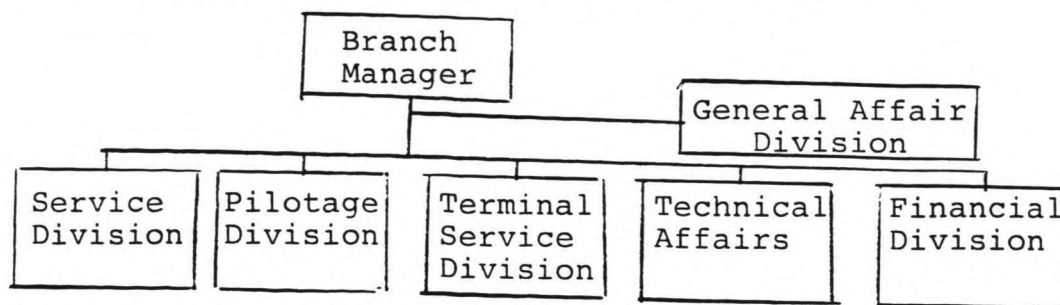 Branch
Manager
General Affair
Division
Service
Division
Pilotage
Division
Terminal
Service
Division
Technical
Affairs
Financial
Division